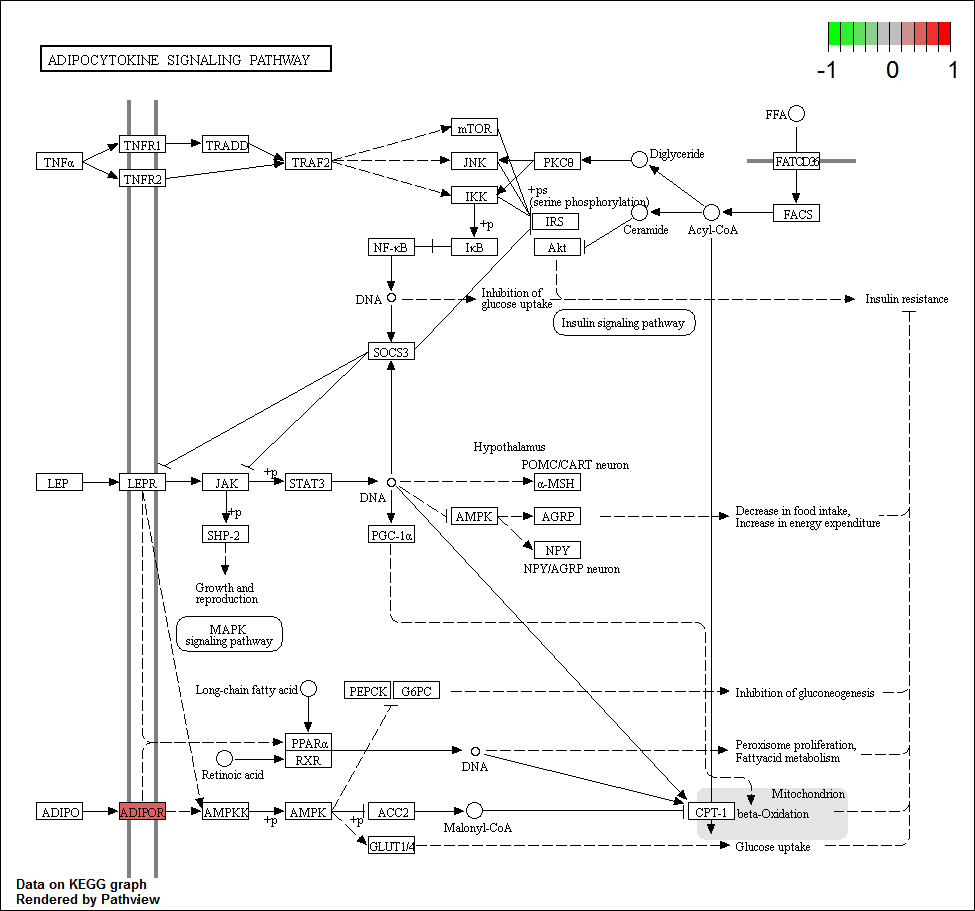 ADIPOCYTOKINE SIGNALING PATHWAY
-1 0 1
FFA
TNFα
TNFR1
TNFR2
TRADD
TRAF2
mTOR
JNK
IKK
PKCθ
Diglyceride
FATCD36
+ps
(serine phosphorylation)
IRS
Akt
Ceramide
Acyl-CoA
FACS
+p
NF-κB
IκB
DNA
Inhibition of
glucose uptake
Insulin resistance
Insulin signaling pathway
SOCS3
LEP
LEPR
JAK
+p
STAT3
DNA
Hypothalamus
POMC/CART neuron
α-MSH
+p
SHP-2
PGC-1α
AMPK
AGRP
NPY
NPY/AGRP neuron
Decrease in food intake,
Increase in energy expenditure
Growth and
reproduction
MAPK
signaling pathway
Long-chain fatty acid
PEPCK
G6PC
Inhibition of gluconeogenesis
PPARα
RXR
Retinoic acid
DNA
Peroxisome proliferation,
Fattyacid metabolism
ADIPO
ADIPOR
AMPKK
+p
AMPK
+p
ACC2
Malonyl-CoA
CPT-1
Mitochondrion
beta-Oxidation
GLUT1/4
Glucose uptake
Data on KEGG graph
Rendered by Pathview